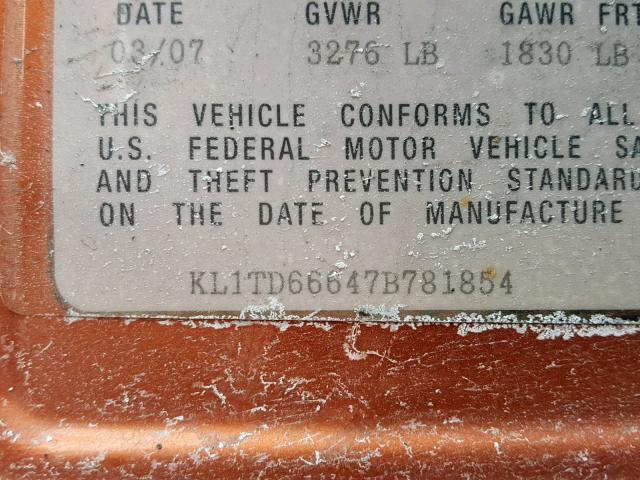 DATE GVWR GAWR FRT
03/07 3276 LB 1830 LB
THIS VEHICLE CONFORMS TO ALL
U.S. FEDERAL MOTOR VEHICLE SA
AND THEFT PREVENTION STANDARD
ON THE DATE OF MANUFACTURE
KL1TD66647B781854